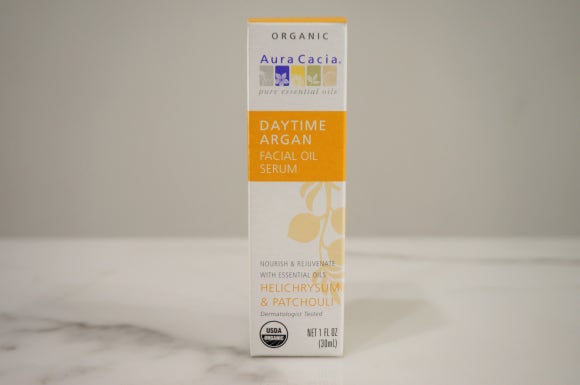 ORGANIC
Aura Cacia®
pure essential oils
DAYTIME
ARGAN
FACIAL OIL
SERUM
NOURISH & REJUVENATE
WITH ESSENTIAL OILS
HELICHRYSUM
& PATCHOULI
Dermatologist Tested
USDA
ORGANIC
NET 1 FL OZ
(30mL)